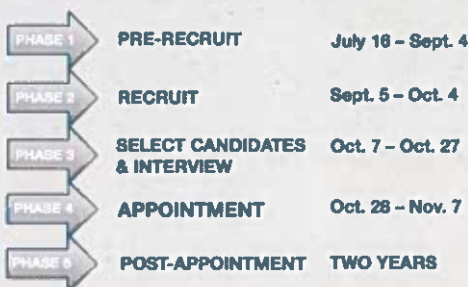 PHASE 1 PRE-RECRUIT July 16 – Sept. 4
PHASE 2 RECRUIT Sept. 5 – Oct. 4
PHASE 3 SELECT CANDIDATES & INTERVIEW Oct. 7 – Oct. 27
PHASE 4 APPOINTMENT Oct. 28 – Nov. 7
PHASE 5 POST-APPOINTMENT TWO YEARS